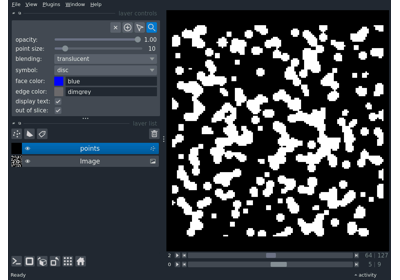 File View Plugins Window Help
layer controls
opacity: 1.00
point size: 10
blending: translucent
symbol: disc
face color: blue
edge color: dimgrey
display text:
out of slice:
layer list
points
Image
2 64 127
0 5 9
Ready activity